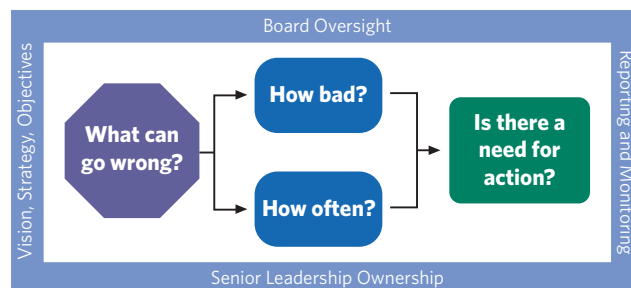 Board Oversight
Vision, Strategy, Objectives
What can
go wrong?
How bad?
How often?
Is there a
need for
action?
Reporting and Monitoring
Senior Leadership Ownership